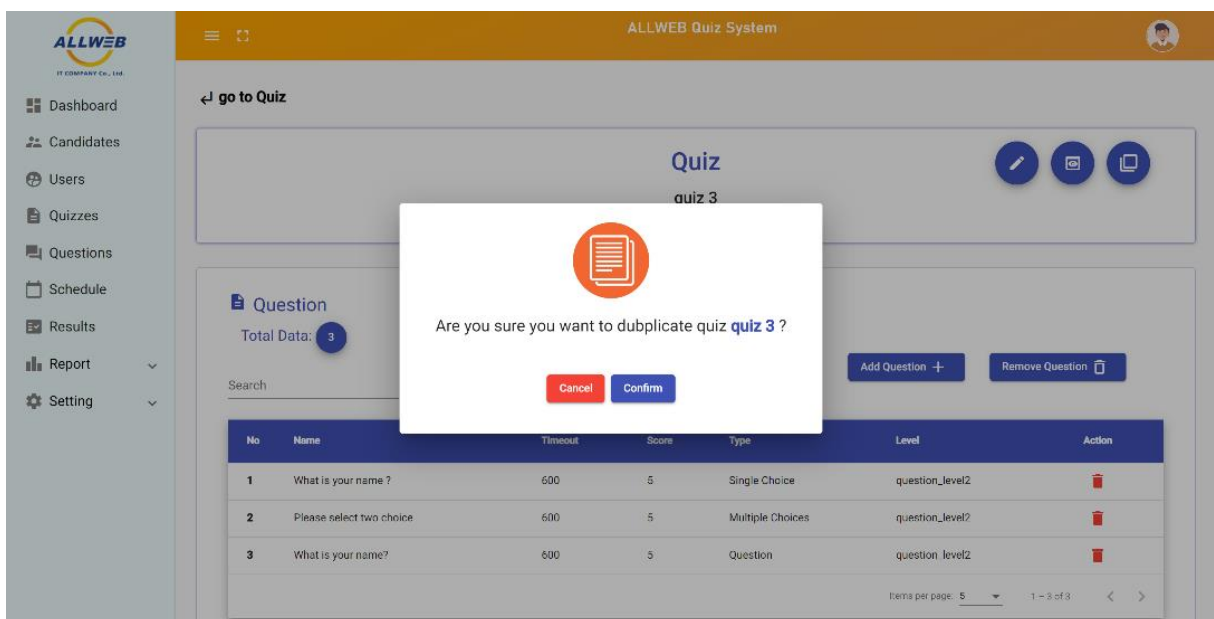 ALLWEB
IT COMPANY Co., Ltd.
ALLWEB Quiz System
Dashboard
Candidates
Users
Quizzes
Questions
Schedule
Results
Report
Setting
go to Quiz
Quiz
quiz 3
Are you sure you want to dubplicate quiz quiz 3 ?
Cancel Confirm
Question
Total Data: 3
Search
Add Question + Remove Question
No Name Timeout Score Type Level Action
1 What is your name ? 600 5 Single Choice question_level2
2 Please select two choice 600 5 Multiple Choices question_level2
3 What is your name? 600 5 Question question_level2
Items per page: 5 1 – 3 of 3